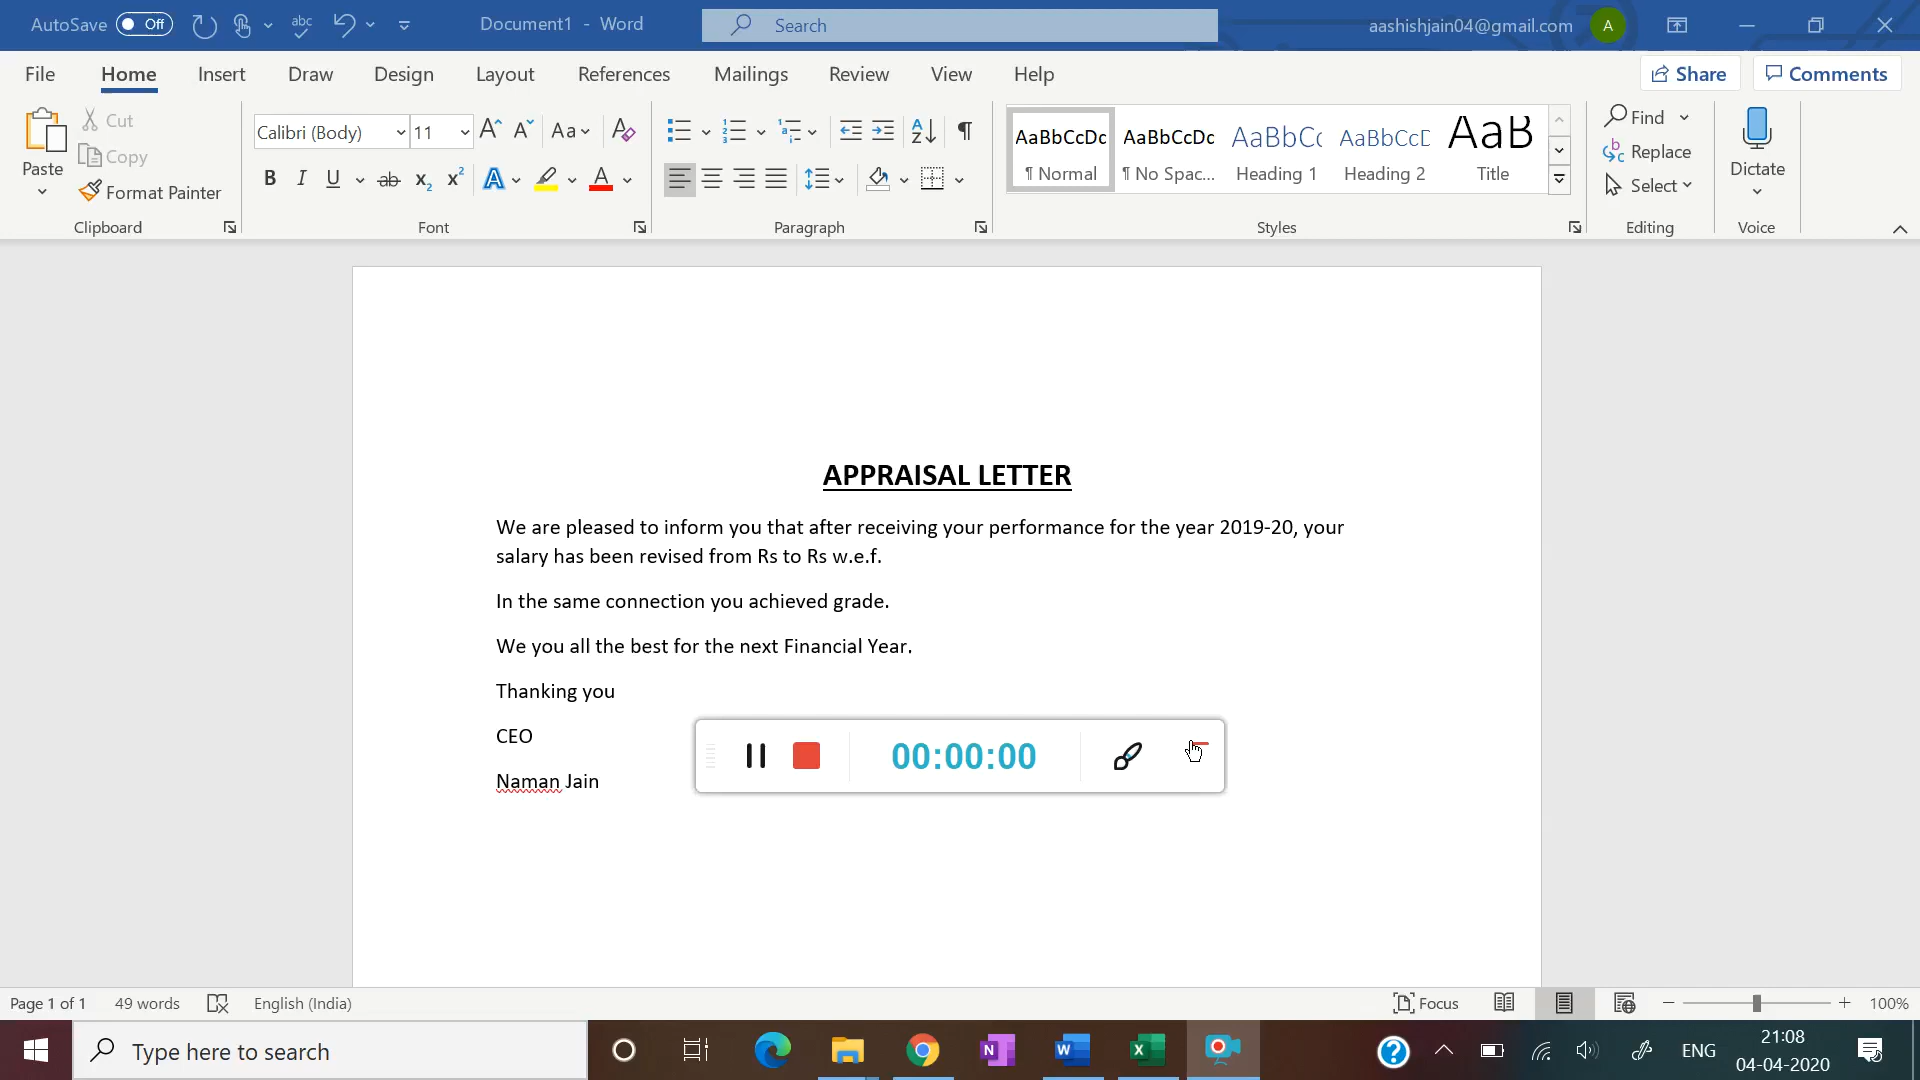 AutoSave Off abc Document1 - Word Search aashishjain04@gmail.com A
File Home Insert Draw Design Layout References Mailings Review View Help Share Comments
Paste Cut Copy Format Painter
Clipboard
Calibri (Body) 11 A A Aa A
B I U ab x2 x2 A A
Font
Paragraph
AaBbCcDc AaBbCcDc AaBbCc AaBbCcD AaB
¶ Normal ¶ No Spac... Heading 1 Heading 2 Title
Styles
Find
Replace
Select
Editing
Dictate
Voice
APPRAISAL LETTER
We are pleased to inform you that after receiving your performance for the year 2019-20, your
salary has been revised from Rs to Rs w.e.f.
In the same connection you achieved grade.
We you all the best for the next Financial Year.
Thanking you
CEO
00:00:00
Naman Jain
Page 1 of 1 49 words English (India) Focus 100%
Type here to search N W X ? ENG 21:08
04-04-2020